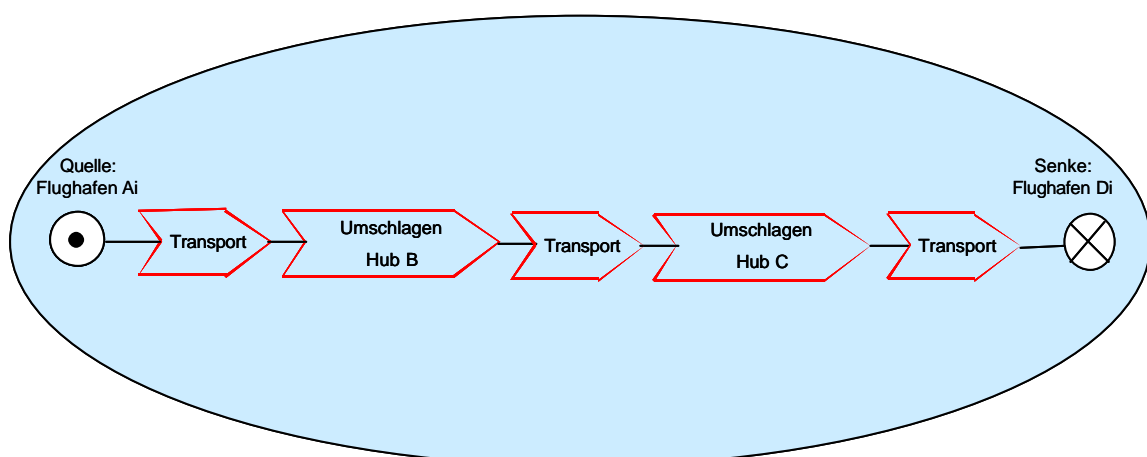 Quelle:
Flughafen Ai
Transport
Umschlagen
Hub B
Transport
Umschlagen
Hub C
Transport
Senke:
Flughafen Di